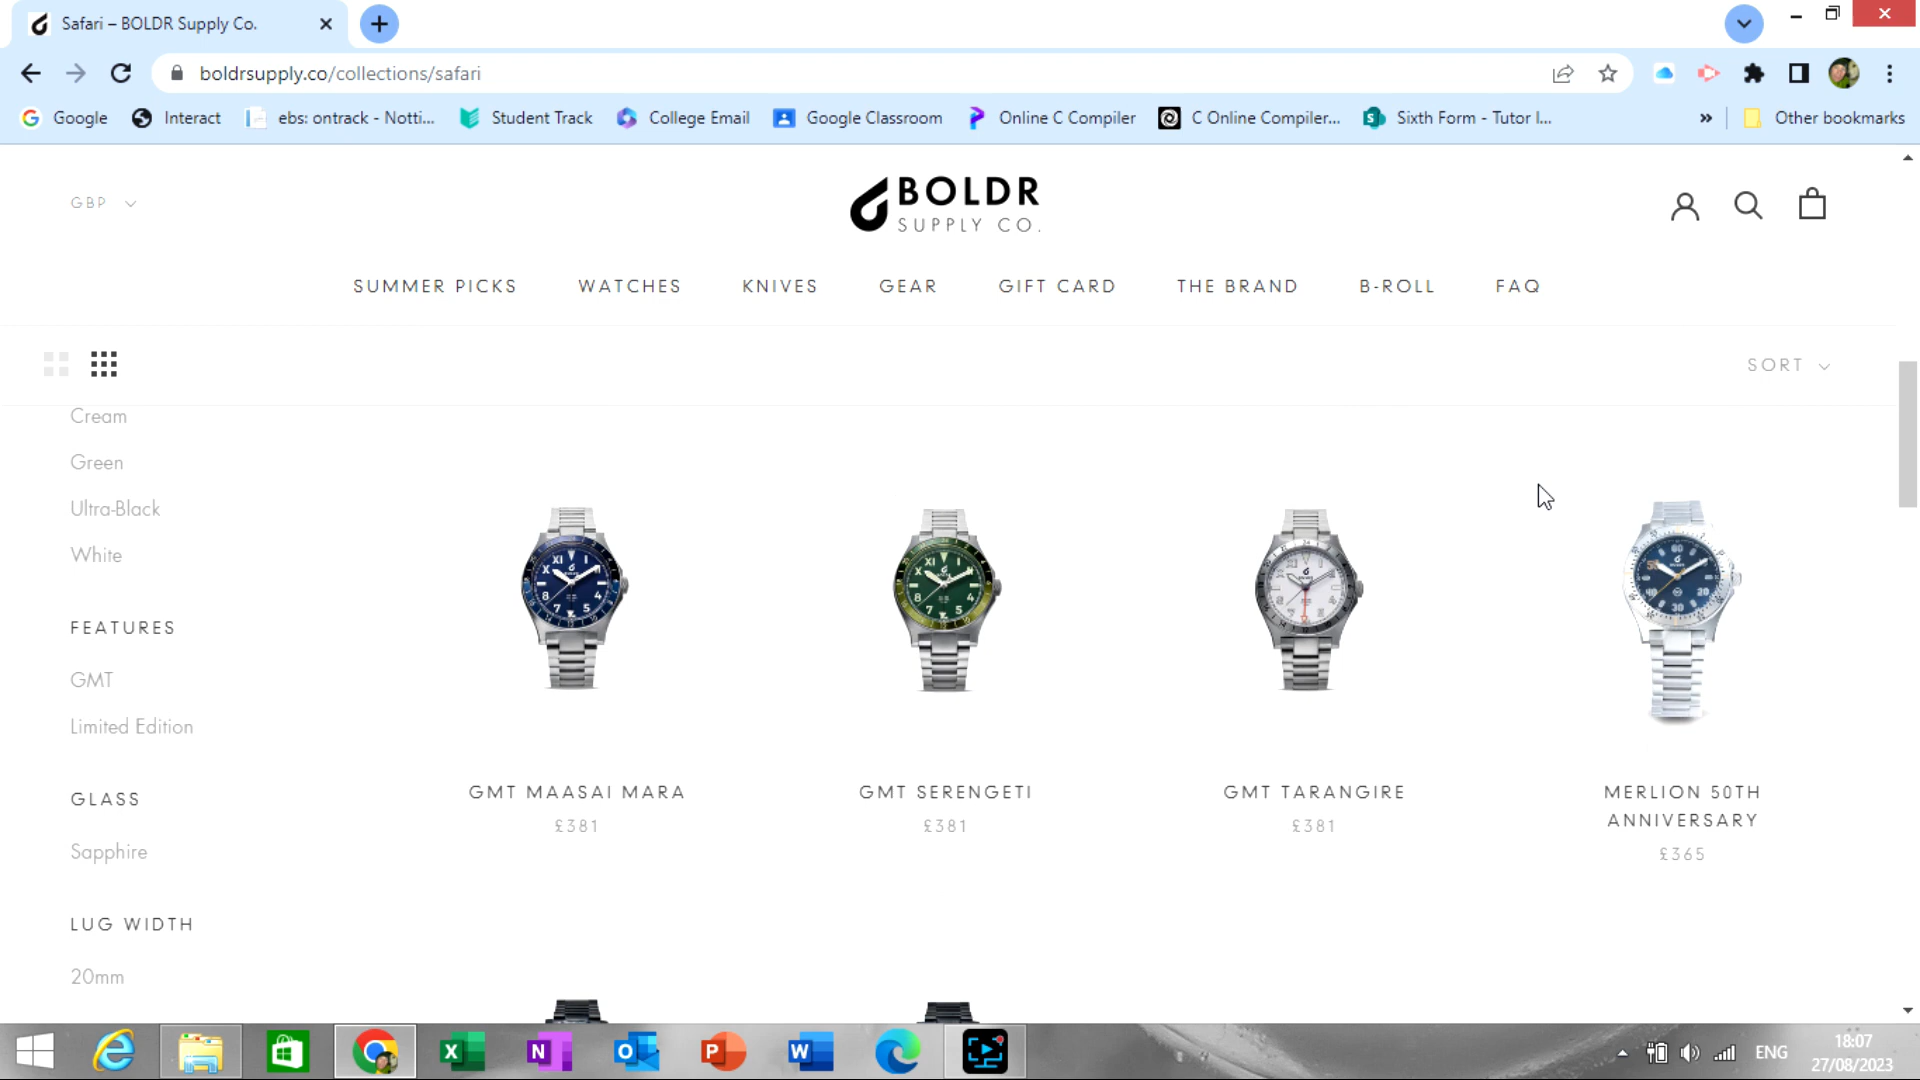 Safari – BOLDR Supply Co.
boldrsupply.co/collections/safari
Google
Interact
ebs: ontrack - Notti...
Student Track
College Email
Google Classroom
Online C Compiler
C Online Compiler...
Sixth Form - Tutor I...
»
Other bookmarks
GBP
BOLDR
SUPPLY CO.
SUMMER PICKS
WATCHES
KNIVES
GEAR
GIFT CARD
THE BRAND
B-ROLL
FAQ
SORT
Cream
Green
Ultra-Black
White
FEATURES
GMT
Limited Edition
GLASS
Sapphire
LUG WIDTH
20mm
GMT MAASAI MARA
£381
GMT SERENGETI
£381
GMT TARANGIRE
£381
MERLION 50TH
ANNIVERSARY
£365
ENG
18:07
27/08/2023